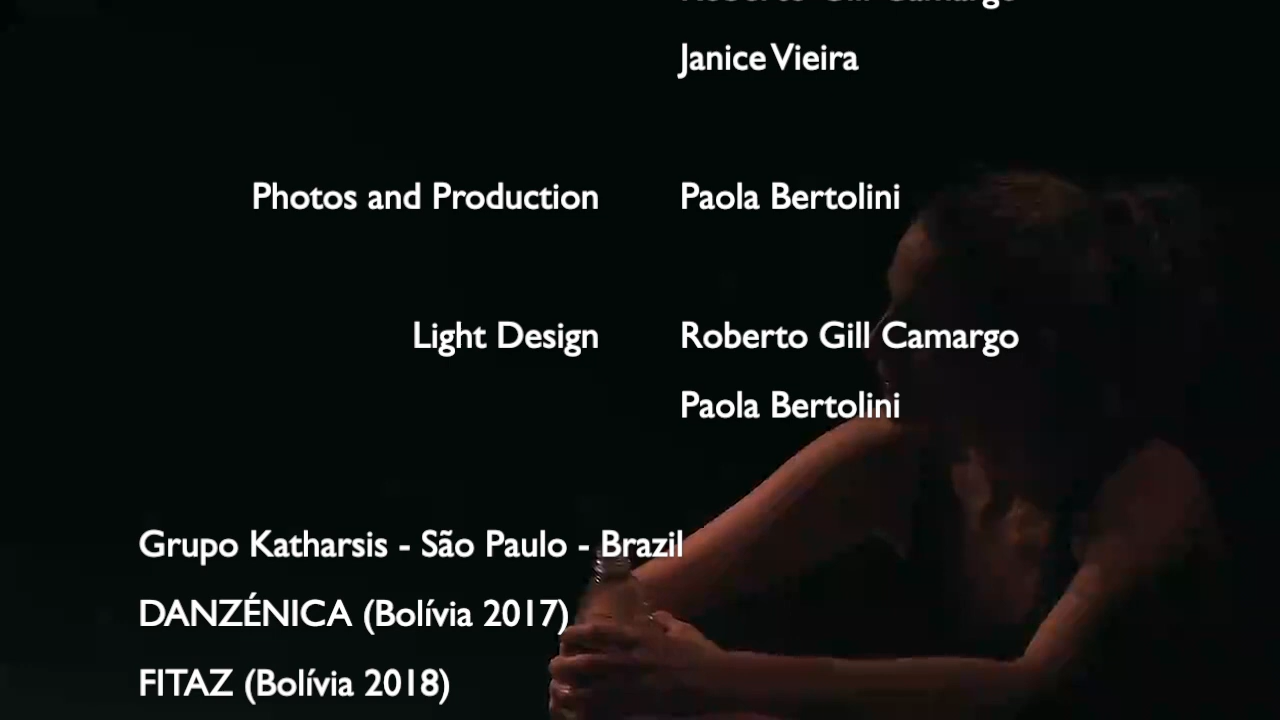 Janice Vieira
Photos and Production Paola Bertolini
Light Design Roberto Gill Camargo
Paola Bertolini
Grupo Katharsis - São Paulo - Brazil
DANZÉNICA (Bolívia 2017)
FITAZ (Bolívia 2018)